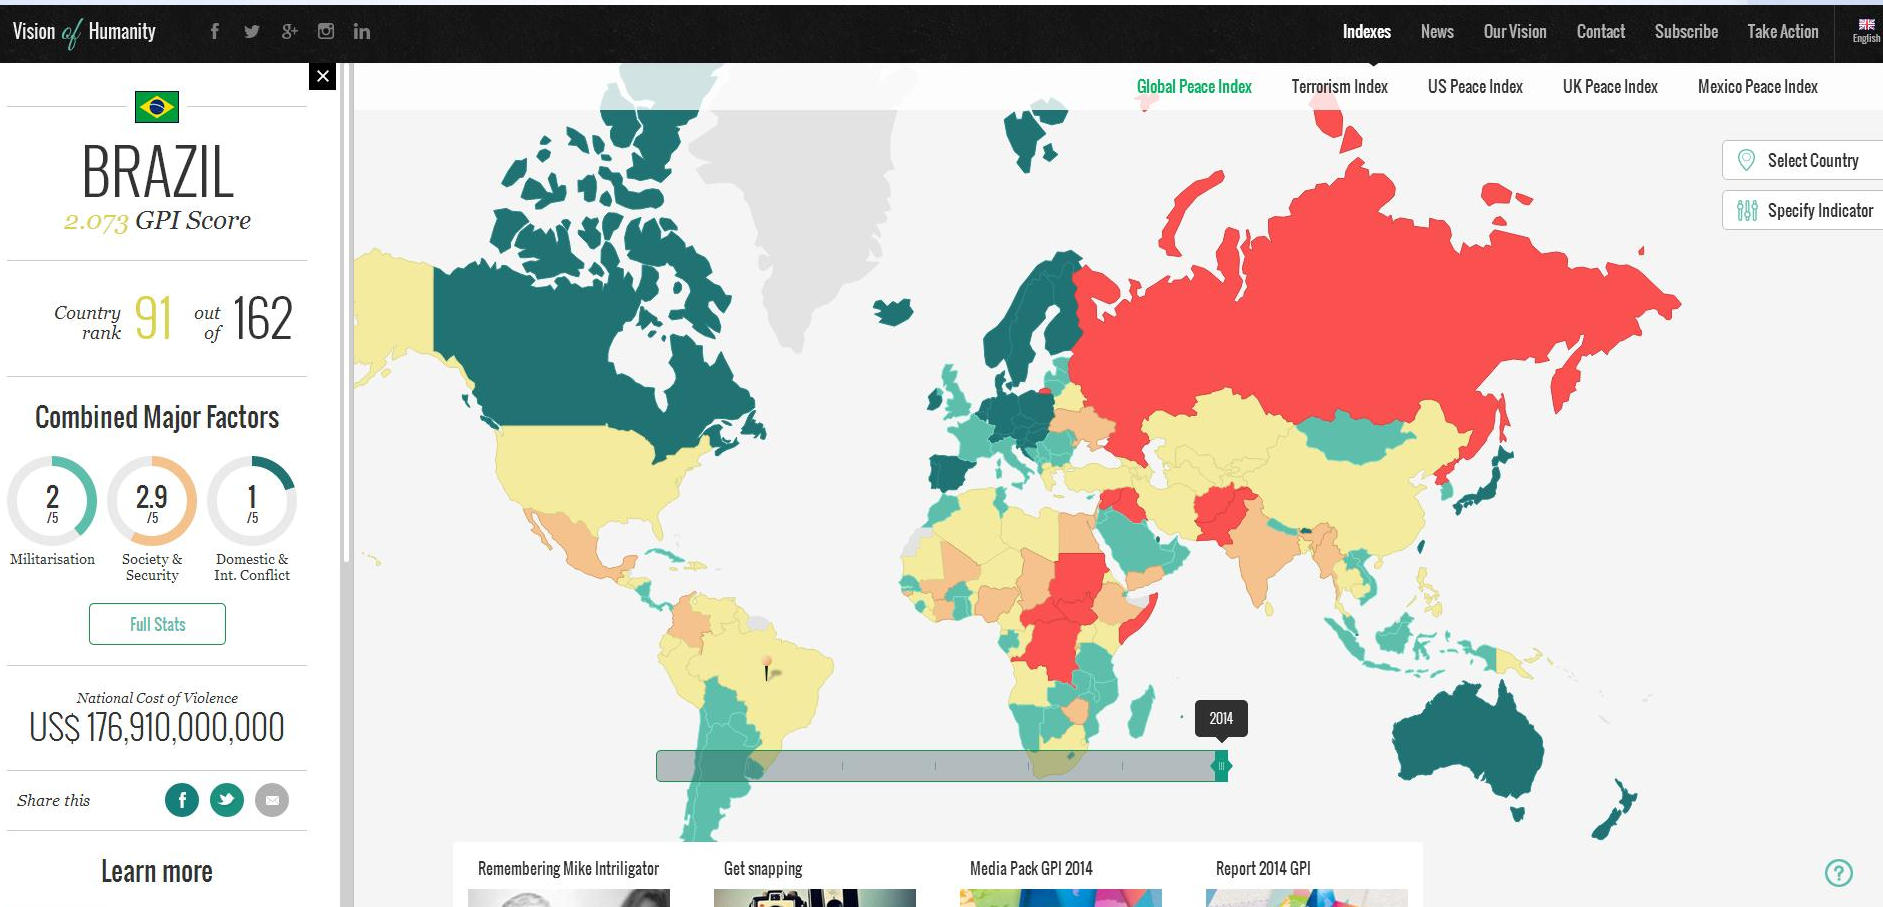 Vision of Humanity
Indexes
News
Our Vision
Contact
Subscribe
Take Action
English
Global Peace Index
Terrorism Index
US Peace Index
UK Peace Index
Mexico Peace Index
BRAZIL
2.073 GPI Score
Country rank
91
out of
162
Combined Major Factors
2
/5
Militarisation
2.9
/5
Society &
Security
1
/5
Domestic &
Int. Conflict
Full Stats
National Cost of Violence
US$ 176,910,000,000
Share this
Learn more
Select Country
Specify Indicator
2014
Remembering Mike Intriligator
Get snapping
Media Pack GPI 2014
Report 2014 GPI